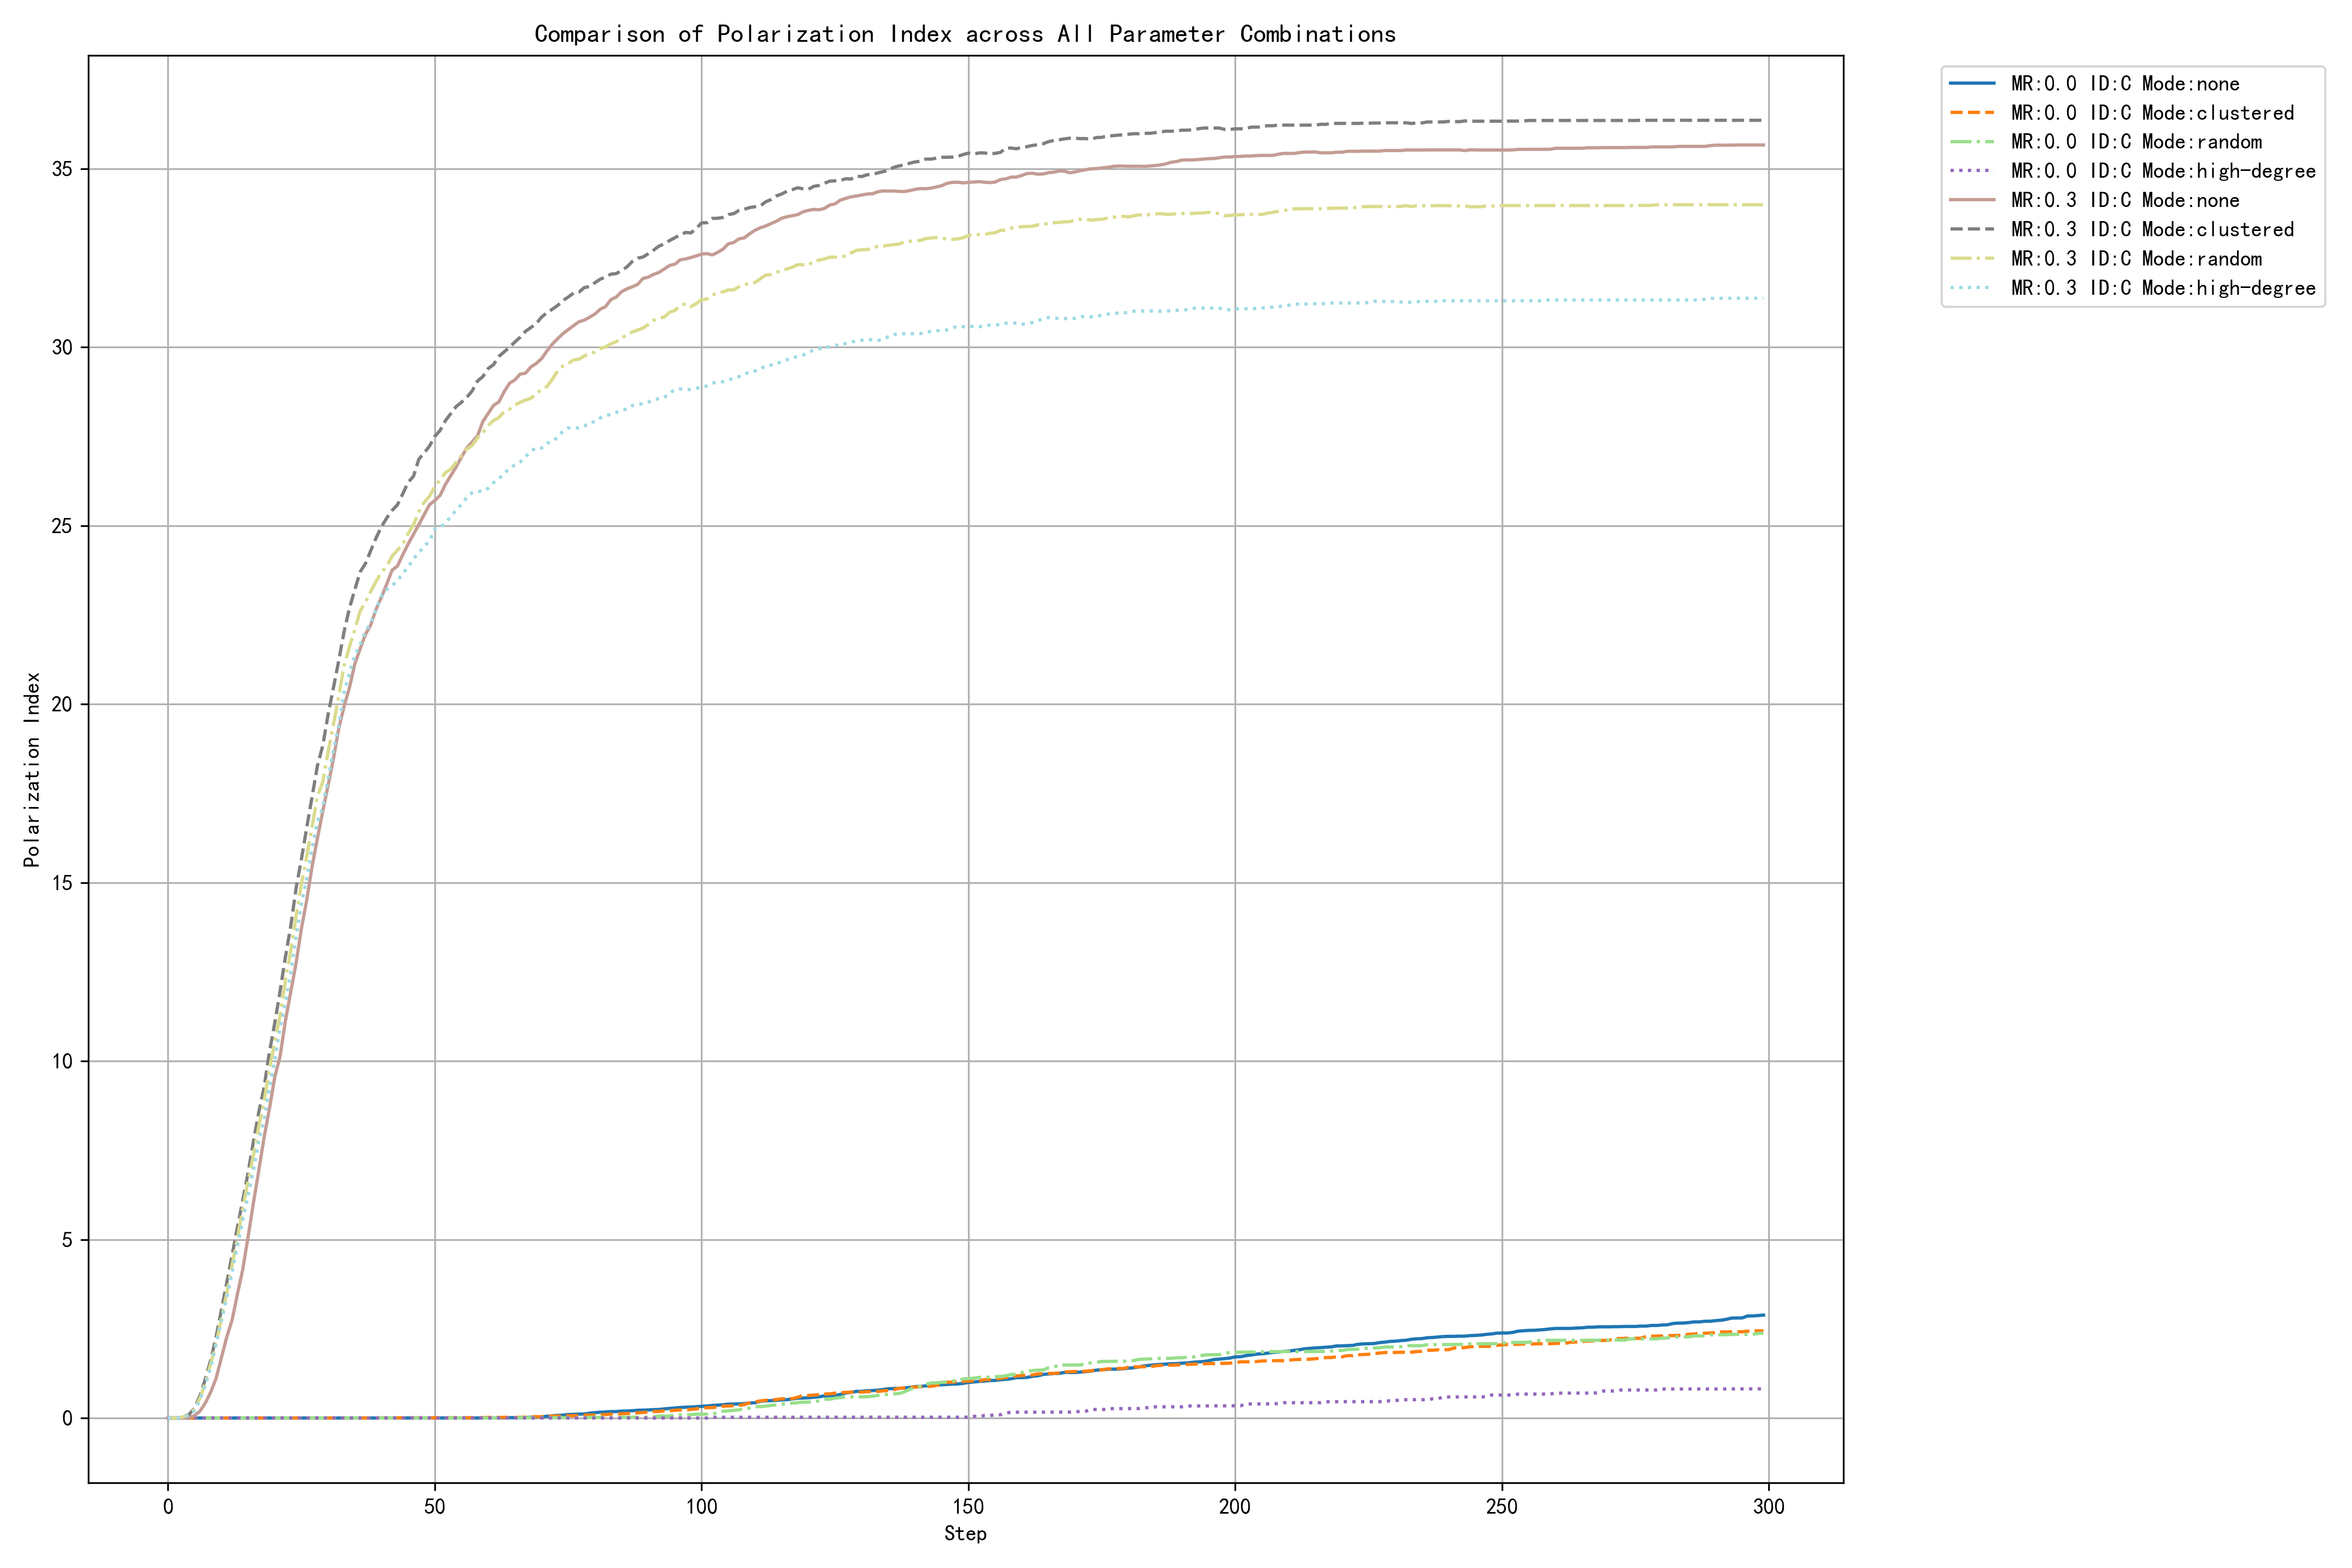 Comparison of Polarization Index across All Parameter Combinations
MR:0.0 ID:C Mode:none
MR:0.0 ID:C Mode:clustered
MR:0.0 ID:C Mode:random
MR:0.0 ID:C Mode:high-degree
MR:0.3 ID:C Mode:none
MR:0.3 ID:C Mode:clustered
MR:0.3 ID:C Mode:random
MR:0.3 ID:C Mode:high-degree
Polarization Index
35
30
25
20
15
10
5
0
0 50 100 150 200 250 300
Step